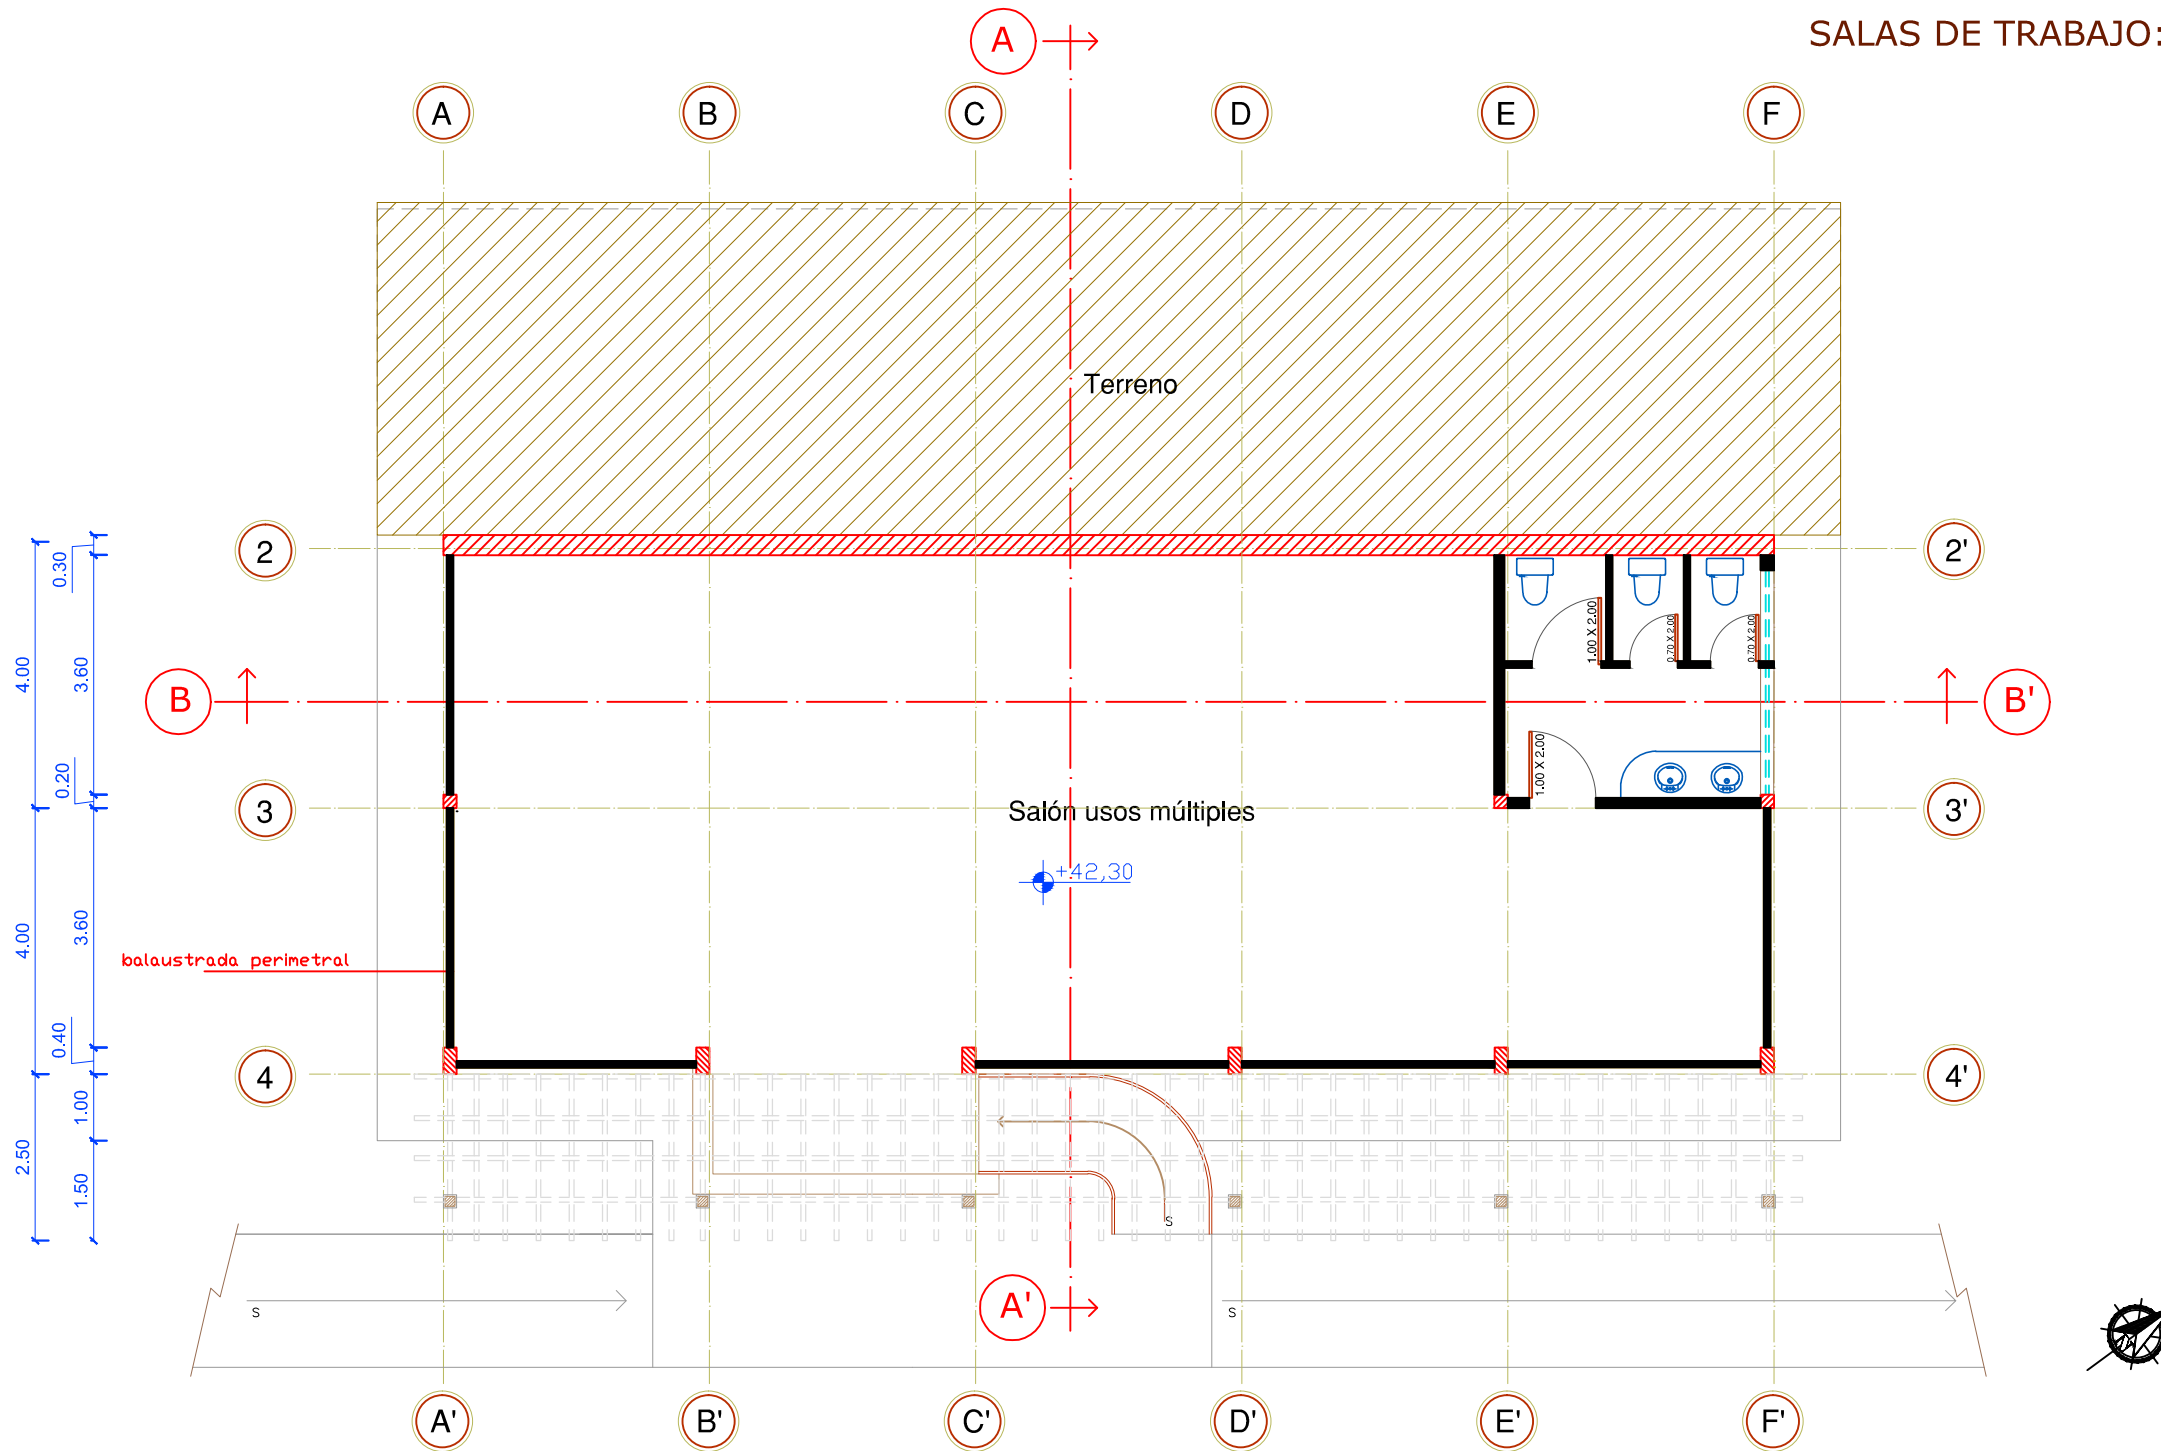 SALAS DE TRABAJO:
A
A
B
C
D
E
F
Terreno
2
2'
0.30
4.00
3.60
1.00 X 2.00
0.70 X 2.00
0.70 X 2.00
B
B'
1.00 X 2.00
0.20
3
Salón usos múltiples
3'
+42,30
4.00
3.60
balaustrada perimetral
0.40
4
4'
1.00
2.50
1.50
s
A'
s
s
N
A'
B'
C'
D'
E'
F'